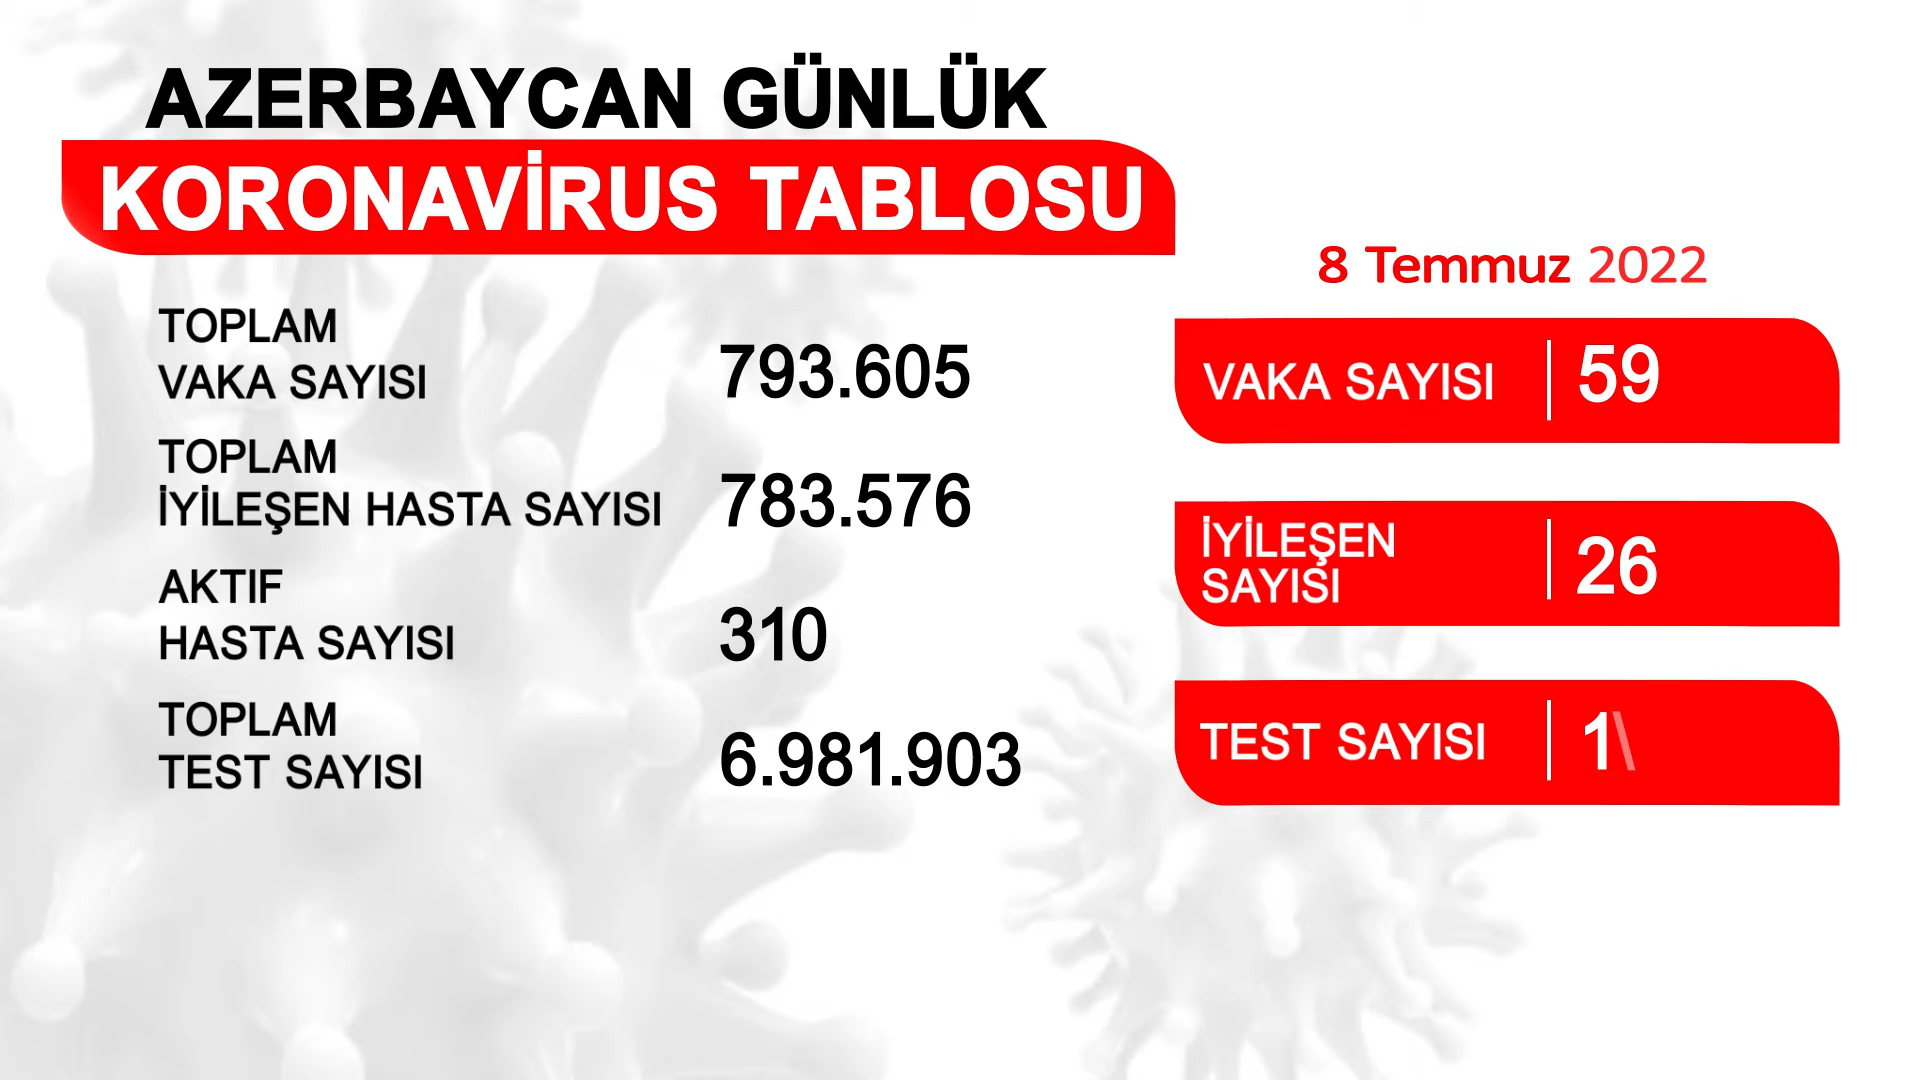 AZERBAYCAN GÜNLÜK
KORONAVİRUS TABLOSU
8 Temmuz 2022
TOPLAM
VAKA SAYISI
793.605
TOPLAM
İYİLEŞEN HASTA SAYISI
783.576
AKTIF
HASTA SAYISI
310
TOPLAM
TEST SAYISI
6.981.903
VAKA SAYISI
59
İYİLEŞEN
SAYISI
26
TEST SAYISI